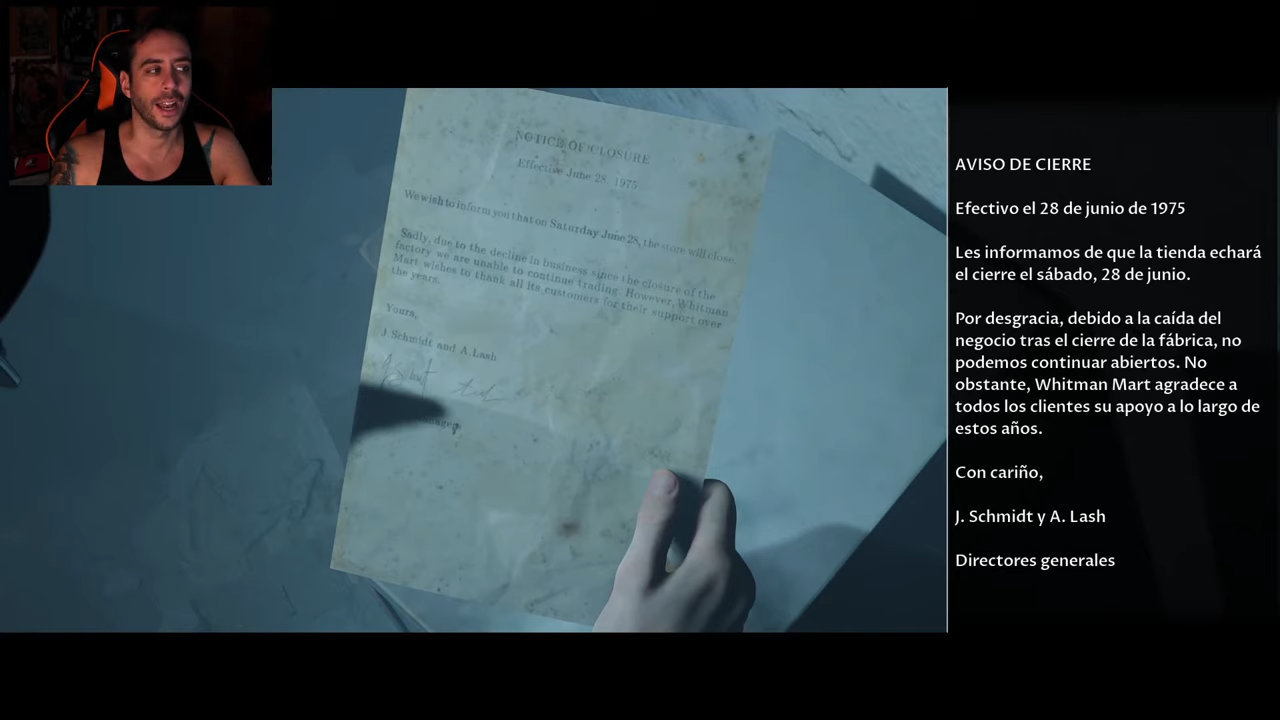 NOTICE OF CLOSURE
Effective June 28, 1975
We wish to inform you that on Saturday June 28, the store will close.
Sadly, due to the decline in business since the closure of the
factory we are unable to continue trading. However, Whitman
Mart wishes to thank all its customers for their support over
the years.
Yours,
J.Schmidt and A.Lash
AVISO DE CIERRE
Efectivo el 28 de junio de 1975
Les informamos de que la tienda echará
el cierre el sábado, 28 de junio.
Por desgracia, debido a la caída del
negocio tras el cierre de la fábrica, no
podemos continuar abiertos. No
obstante, Whitman Mart agradece a
todos los clientes su apoyo a lo largo de
estos años.
Con cariño,
J. Schmidt y A. Lash
Directores generales